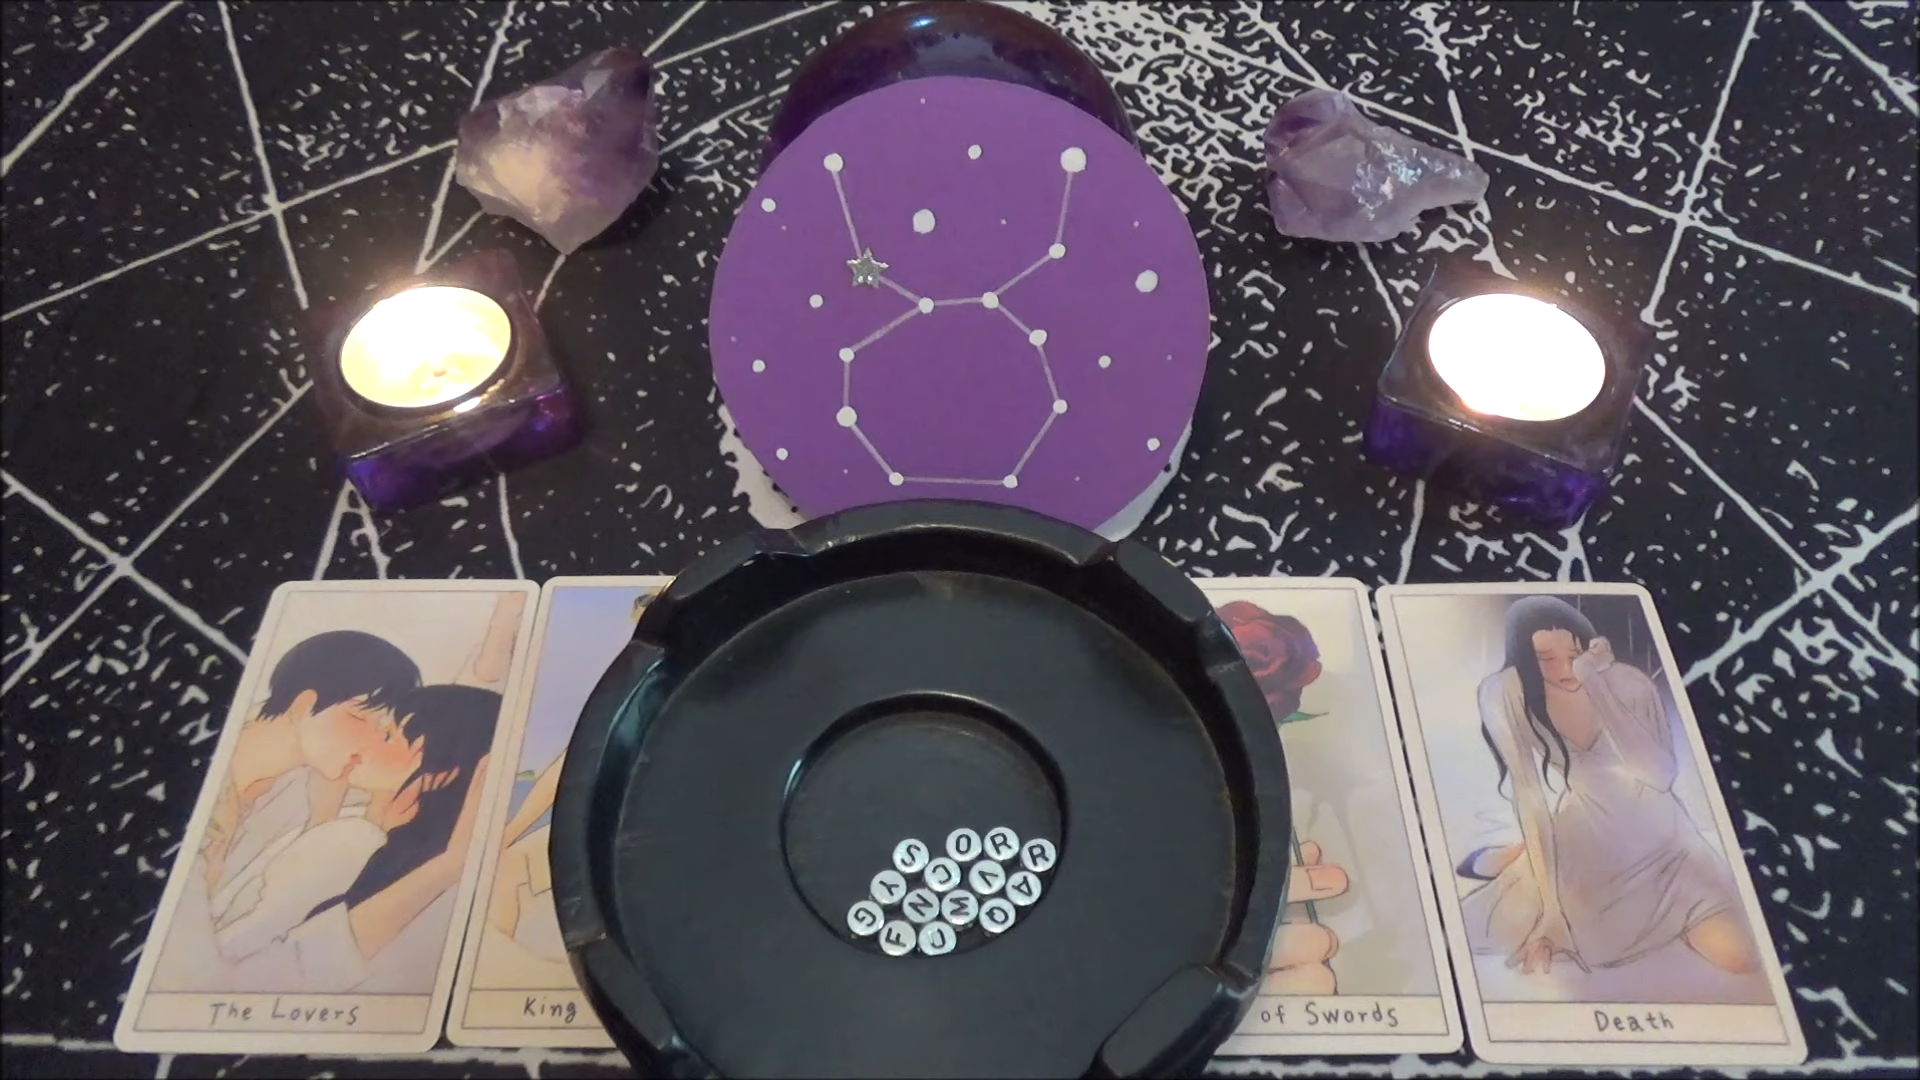 The Lovers
King
of Swords
Death
S O R R
Y C V A
G N M Q
F U